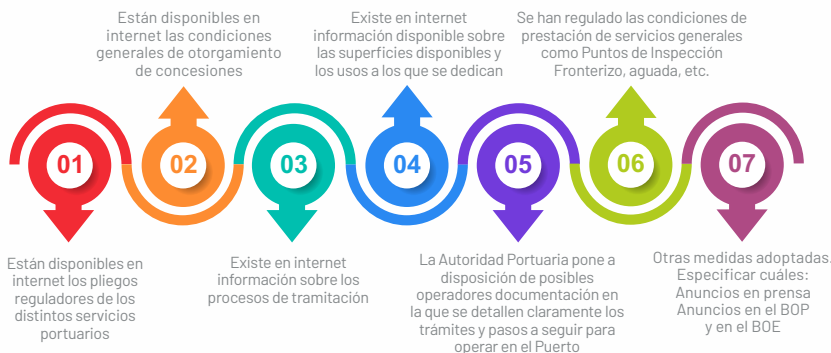 Están disponibles en
internet las condiciones
generales de otorgamiento
de concesiones
Existe en internet
información disponible sobre
las superficies disponibles y
los usos a los que se dedican
Se han regulado las condiciones de
prestación de servicios generales
como Puntos de Inspección
Fronterizo, aguada, etc.
01
02
03
04
05
06
07
Están disponibles en
internet los pliegos
reguladores de los
distintos servicios
portuarios
Existe en internet
información sobre los
procesos de tramitación
La Autoridad Portuaria pone a
disposición de posibles
operadores documentación en
la que se detallen claramente los
trámites y pasos a seguir para
operar en el Puerto
Otras medidas adoptadas.
Especificar cuáles:
Anuncios en prensa
Anuncios en el BOP
y en el BOE